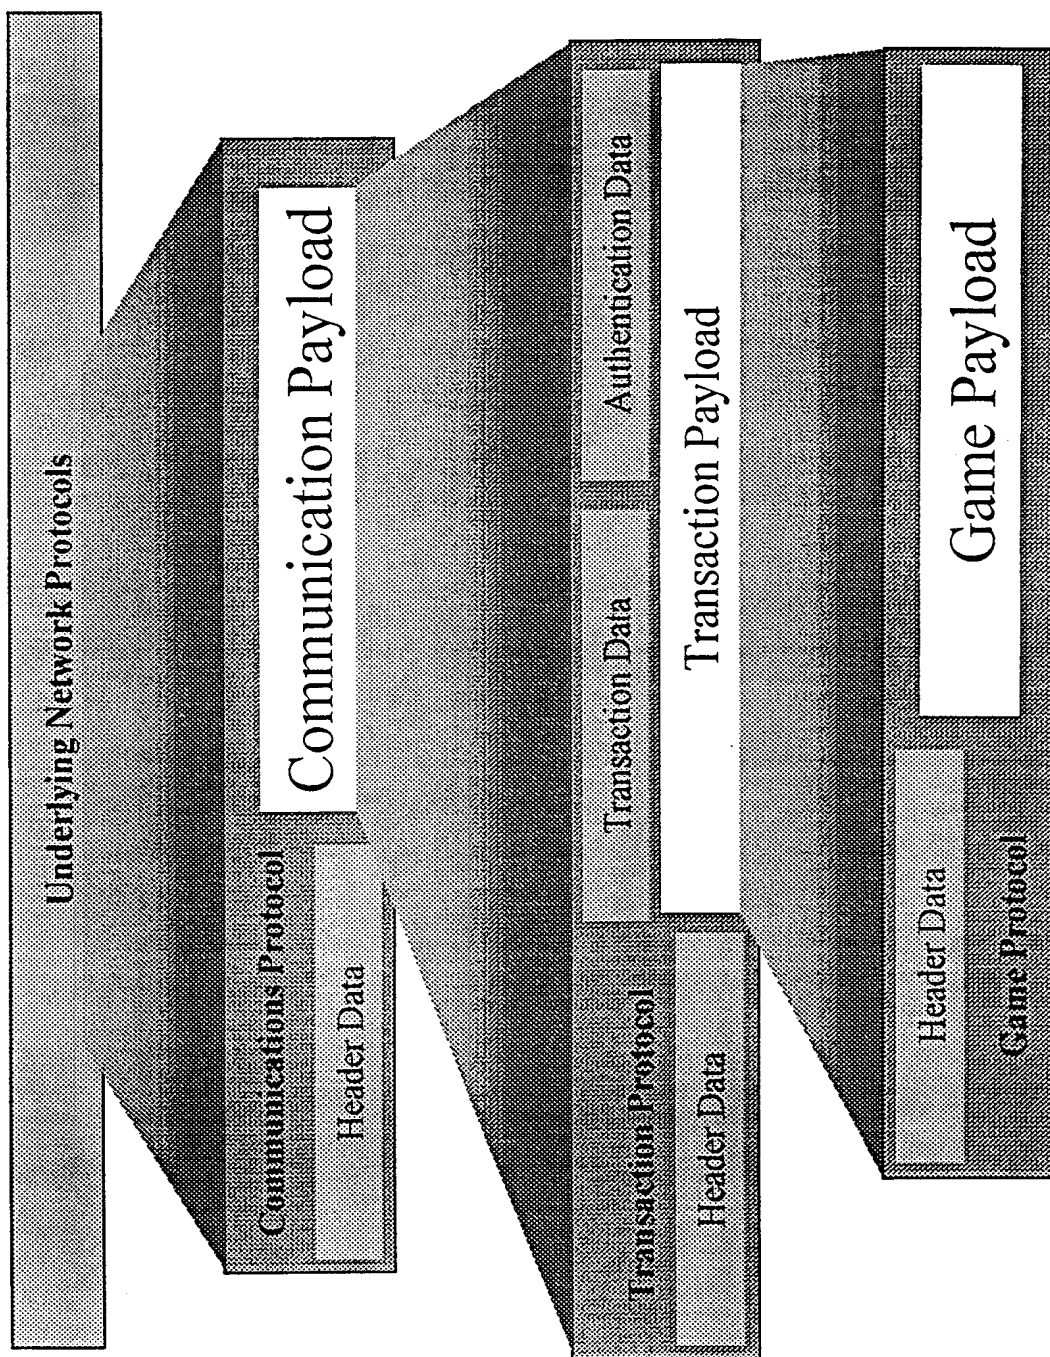 Underlying Network Protocols
Communications Protocol
Header Data
Communication Payload
Transaction Protocol
Header Data
Transaction Data
Authentication Data
Transaction Payload
Header Data
Game Protocol
Game Payload